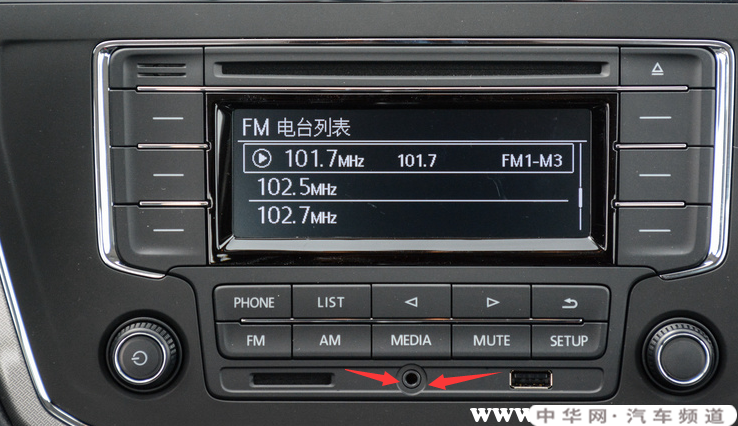 FM 电台列表
101.7MHz 101.7 FM1-M3
102.5MHz
102.7MHz
PHONE LIST
FM AM MEDIA MUTE SETUP
www 中华网·汽车频道